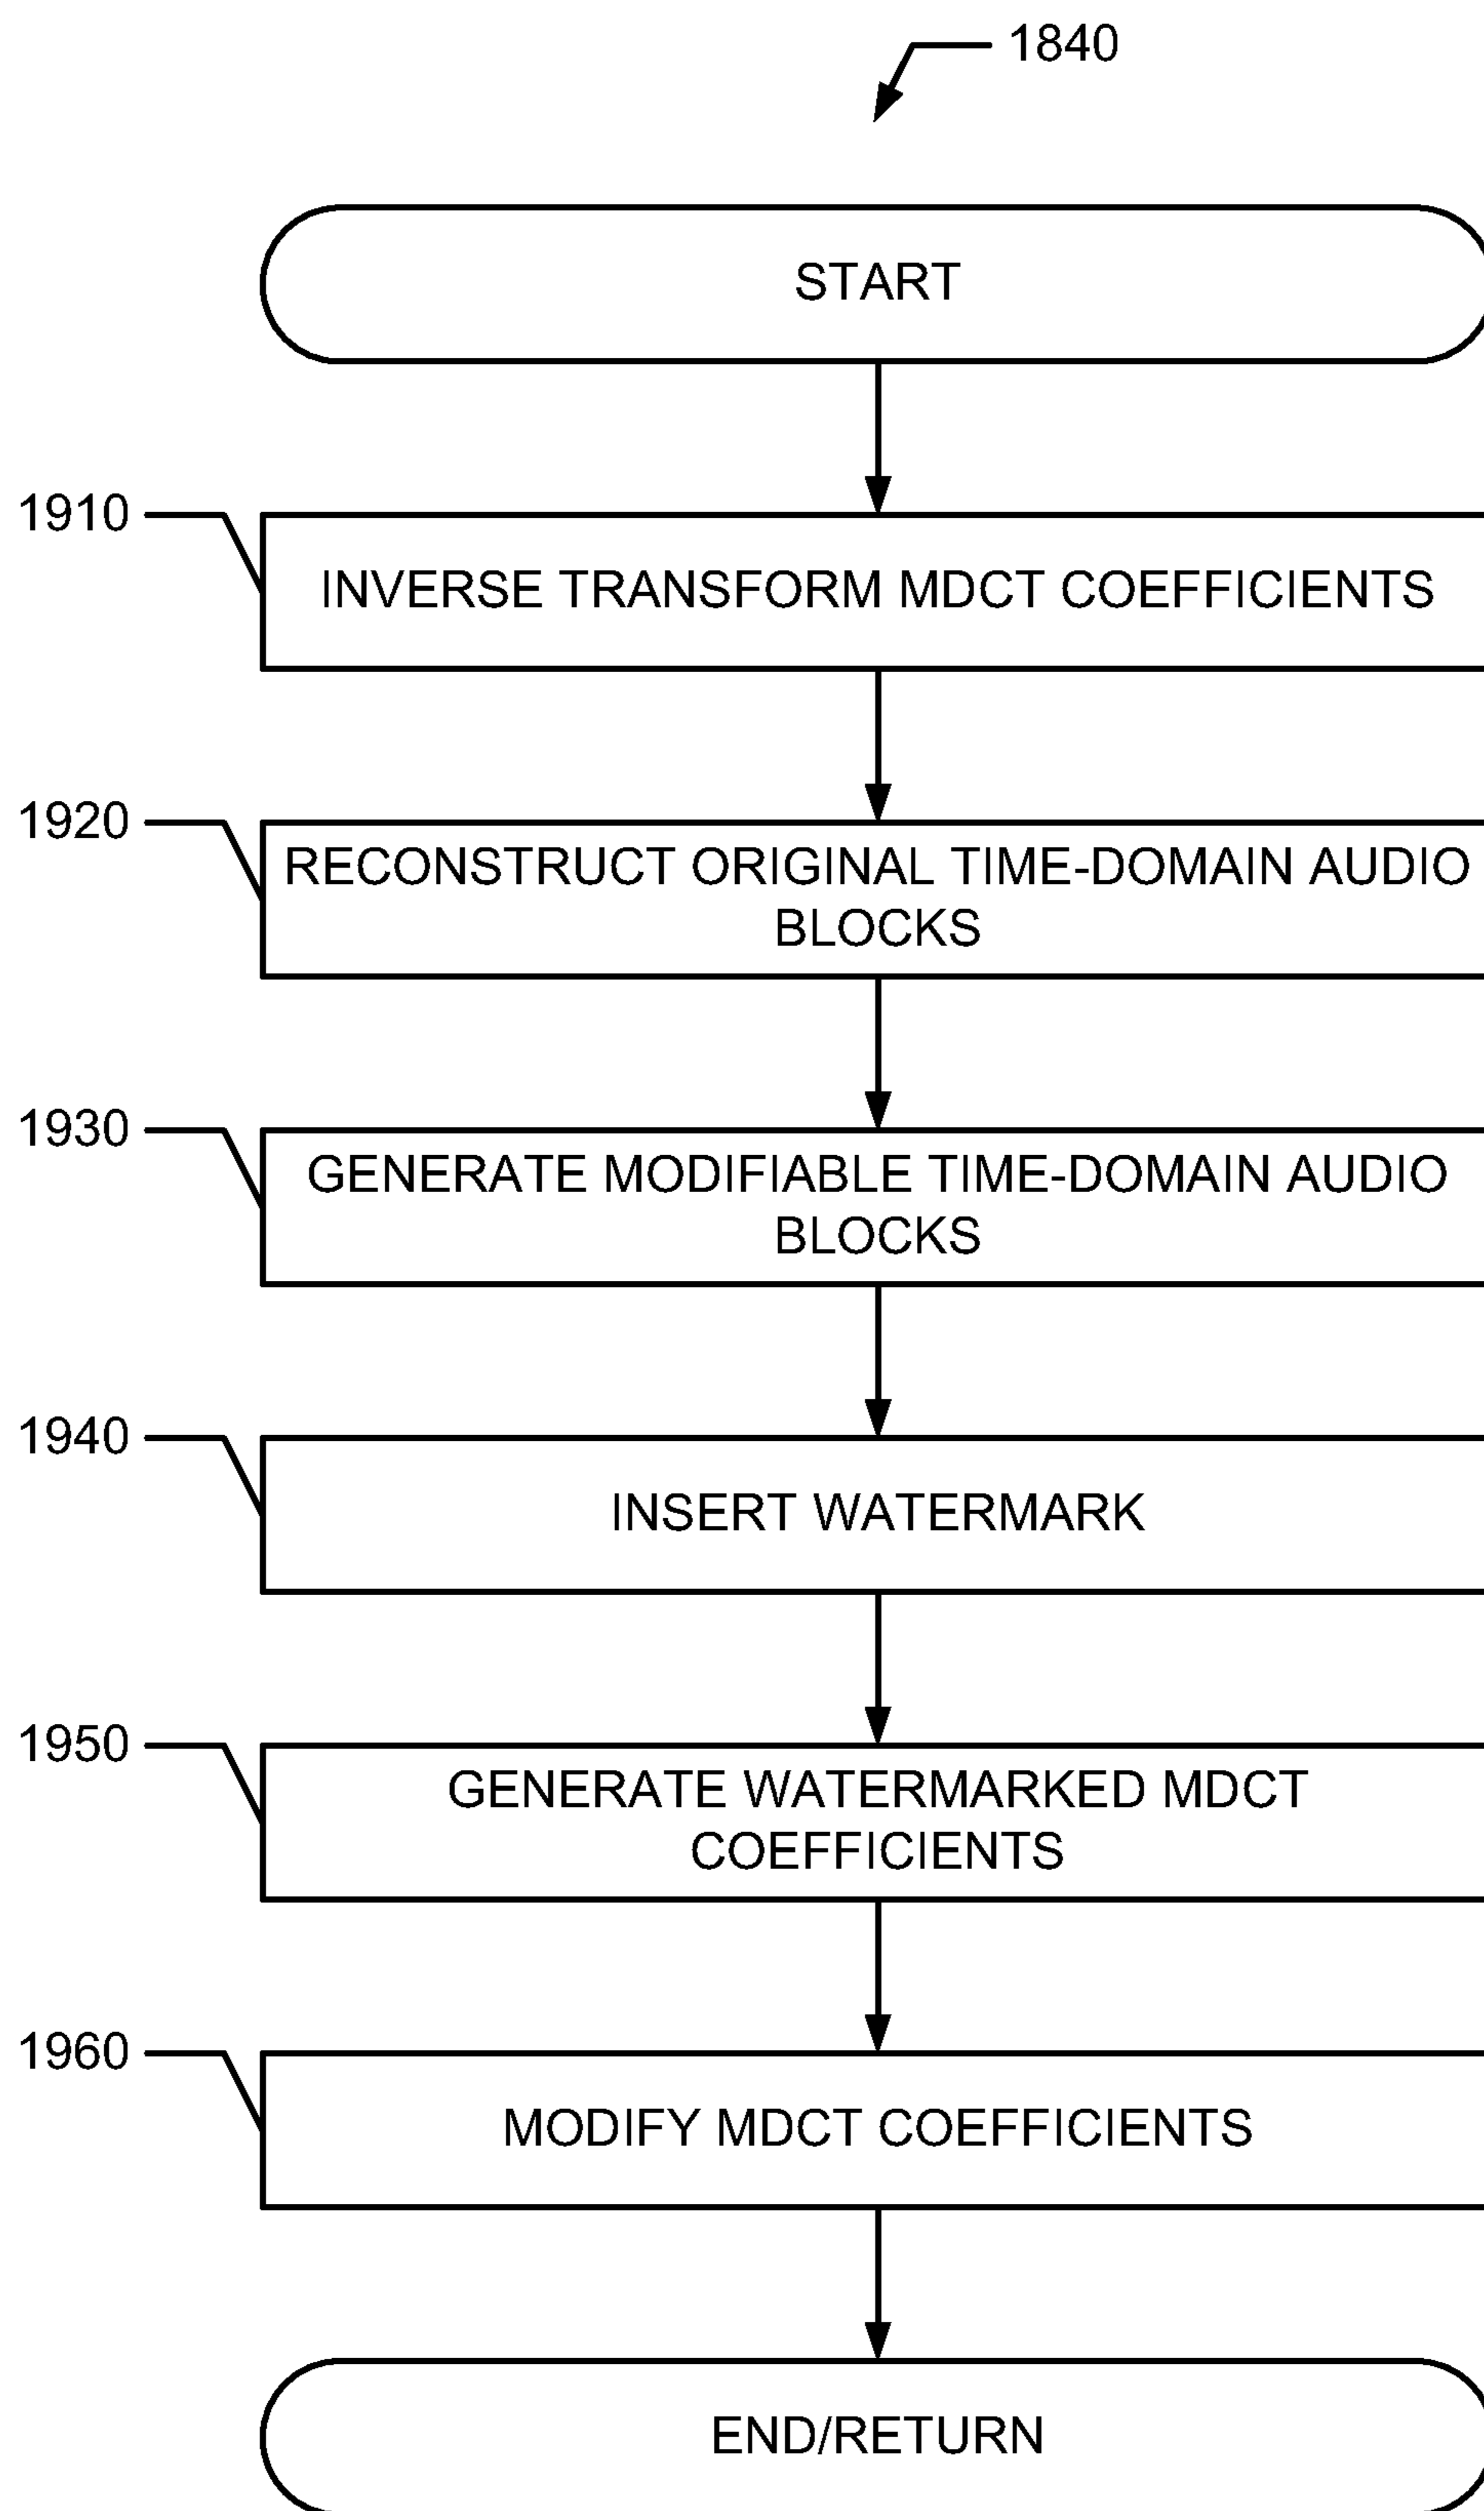 1840
START
1910
INVERSE TRANSFORM MDCT COEFFICIENTS
1920
RECONSTRUCT ORIGINAL TIME-DOMAIN AUDIO
BLOCKS
1930
GENERATE MODIFIABLE TIME-DOMAIN AUDIO
BLOCKS
1940
INSERT WATERMARK
1950
GENERATE WATERMARKED MDCT
COEFFICIENTS
1960
MODIFY MDCT COEFFICIENTS
END/RETURN